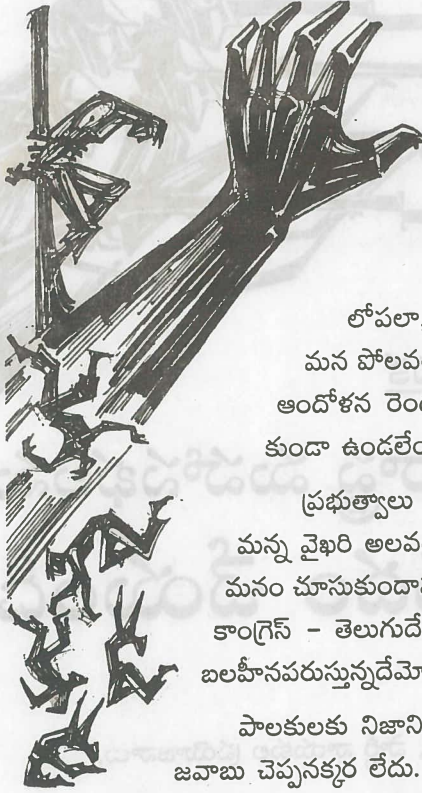 లోపలా,
మన పోలవ
ఆందోళన రెం
కుండా ఉండలేం
ప్రభుత్వాలు
మన్న వైఖరి అలవ
మనం చూసుకుందా
కాంగ్రెస్ - తెలుగుదే
బలహీనపరుస్తున్నదేమో
పాలకులకు నిజాని
జవాబు చెప్పనక్కర లేదు.